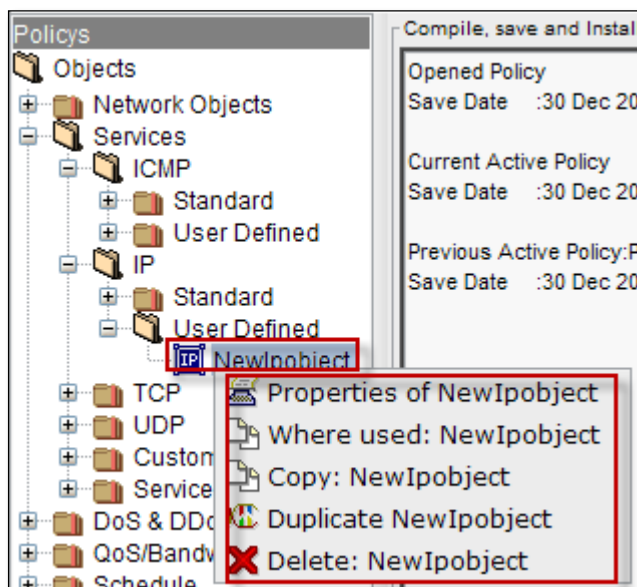 Policys
Objects
Network Objects
Services
ICMP
Standard
User Defined
IP
Standard
User Defined
IP NewIpobject
TCP
UDP
Custom
Service
DoS & DDo
QoS/Bandw
Schedule
Properties of NewIpobject
Where used: NewIpobject
Copy: NewIpobject
Duplicate NewIpobject
Delete: NewIpobject
Compile, save and Instal
Opened Policy
Save Date :30 Dec 20
Current Active Policy
Save Date :30 Dec 20
Previous Active Policy:P
Save Date :30 Dec 20